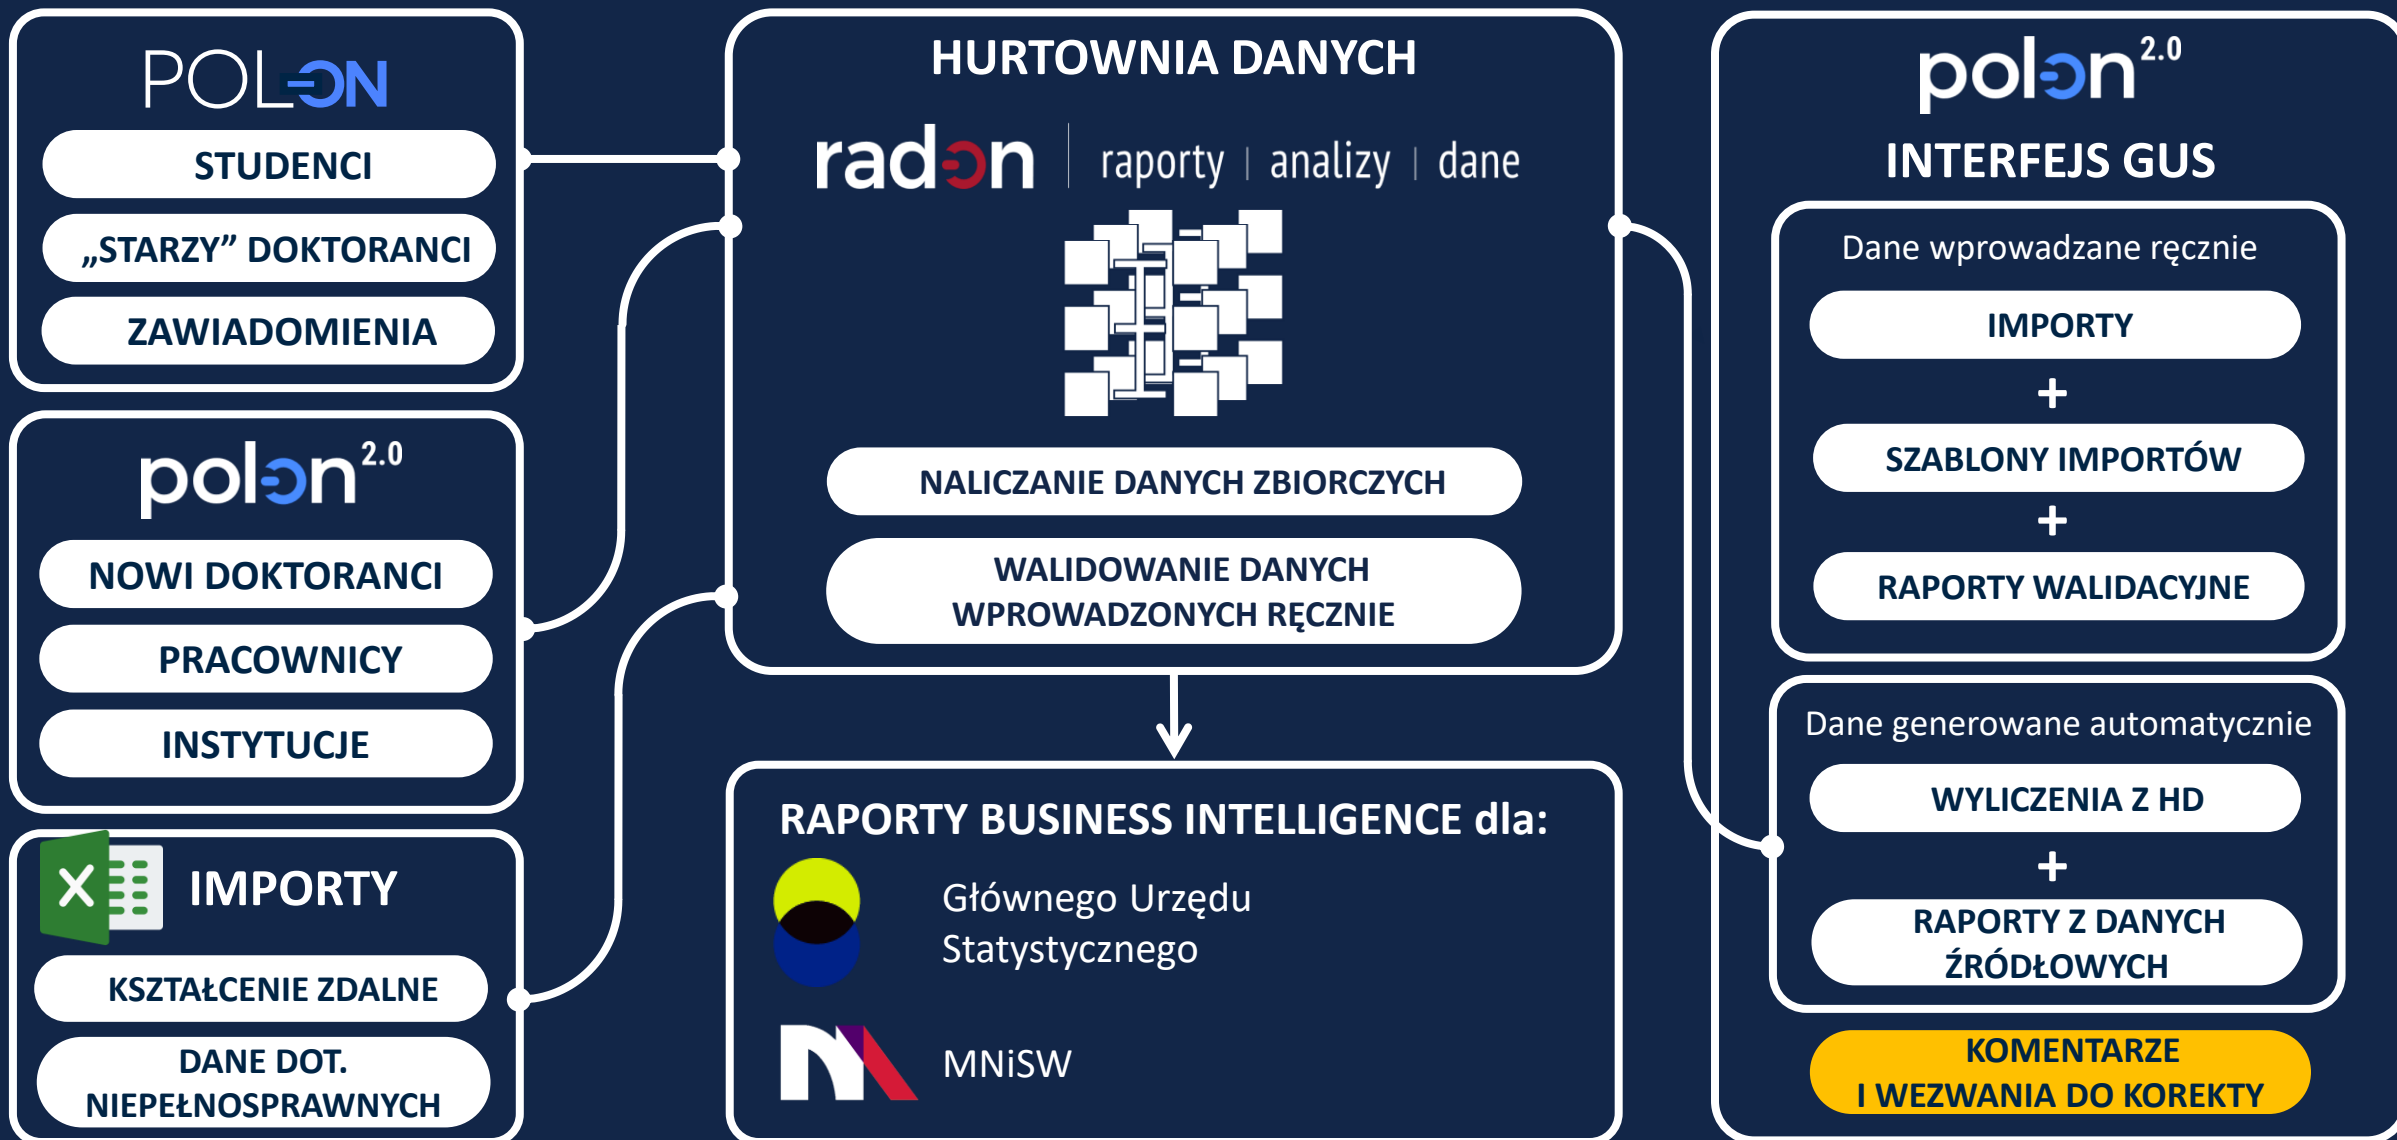 POL-ON
STUDENCI
„STARZY” DOKTORANCI
ZAWIADOMIENIA
polon 2.0
NOWI DOKTORANCI
PRACOWNICY
INSTYTUCJE
X
IMPORTY
KSZTAŁCENIE ZDALNE
DANE DOT.
NIEPEŁNOSPRAWNYCH
HURTOWNIA DANYCH
radon | raporty | analizy | dane
NALICZANIE DANYCH ZBIORCZYCH
WALIDOWANIE DANYCH
WPROWADZONYCH RĘCZNIE
RAPORTY BUSINESS INTELLIGENCE dla:
Głównego Urzędu
Statystycznego
MNiSW
polon 2.0
INTERFEJS GUS
Dane wprowadzane ręcznie
IMPORTY
+
SZABLONY IMPORTÓW
+
RAPORTY WALIDACYJNE
Dane generowane automatycznie
WYLICZENIA Z HD
+
RAPORTY Z DANYCH
ŹRÓDŁOWYCH
KOMENTARZE
I WEZWANIA DO KOREKTY